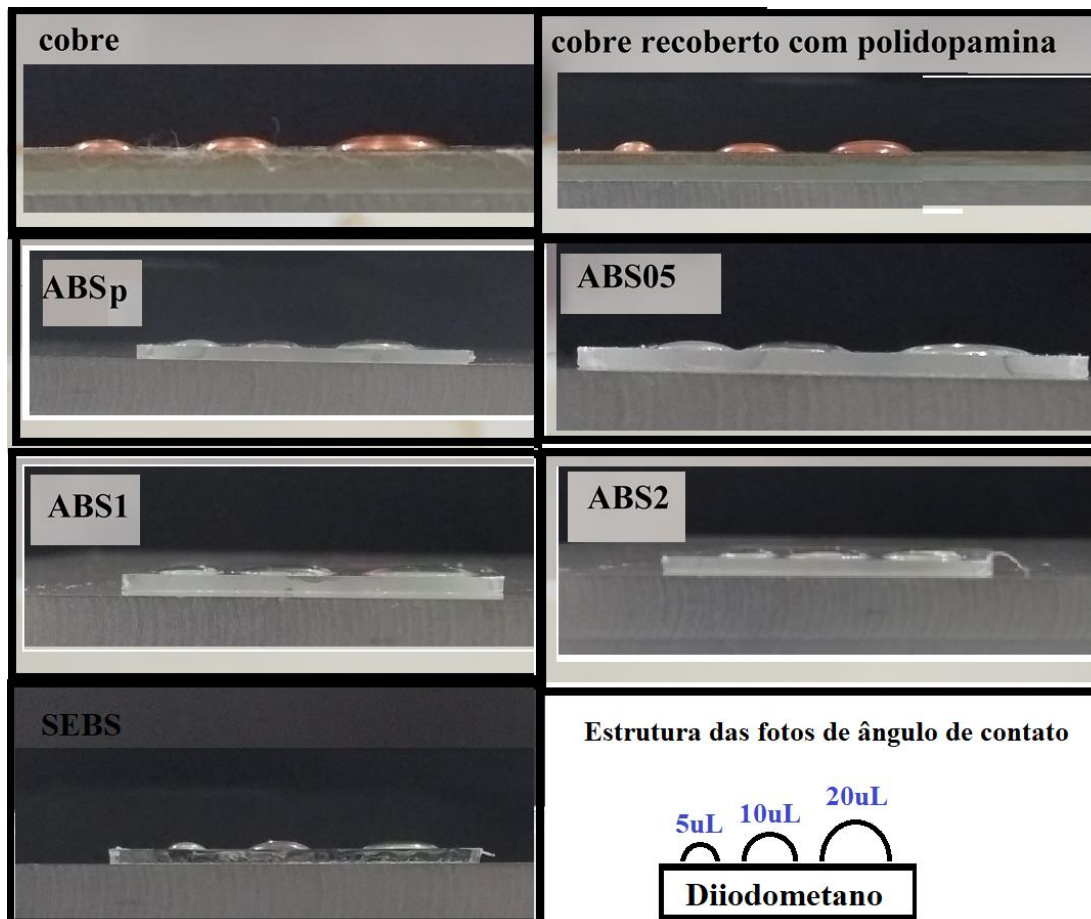 cobre
cobre recoberto com polidopamina
ABSp
ABS05
ABS1
ABS2
SEBS
Estrutura das fotos de ângulo de contato
5uL
10uL
20uL
Diiodometano